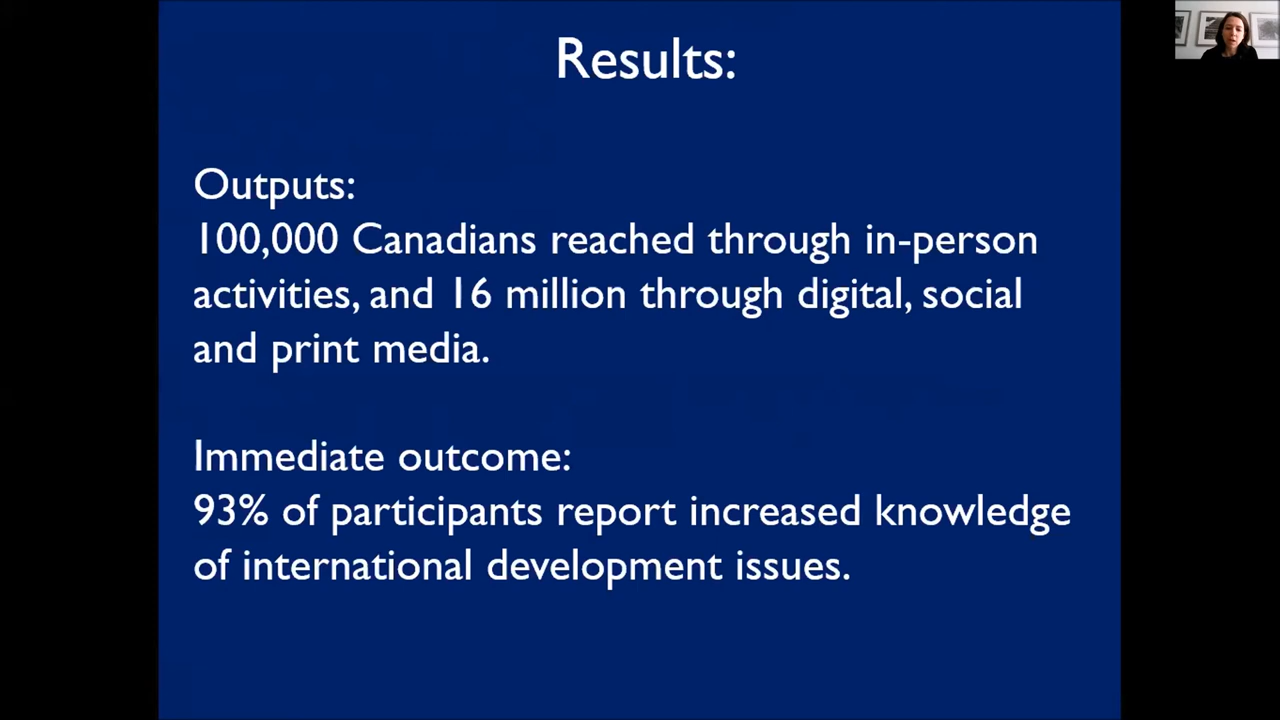 Results:
Outputs:
100,000 Canadians reached through in-person
activities, and 16 million through digital, social
and print media.
Immediate outcome:
93% of participants report increased knowledge
of international development issues.